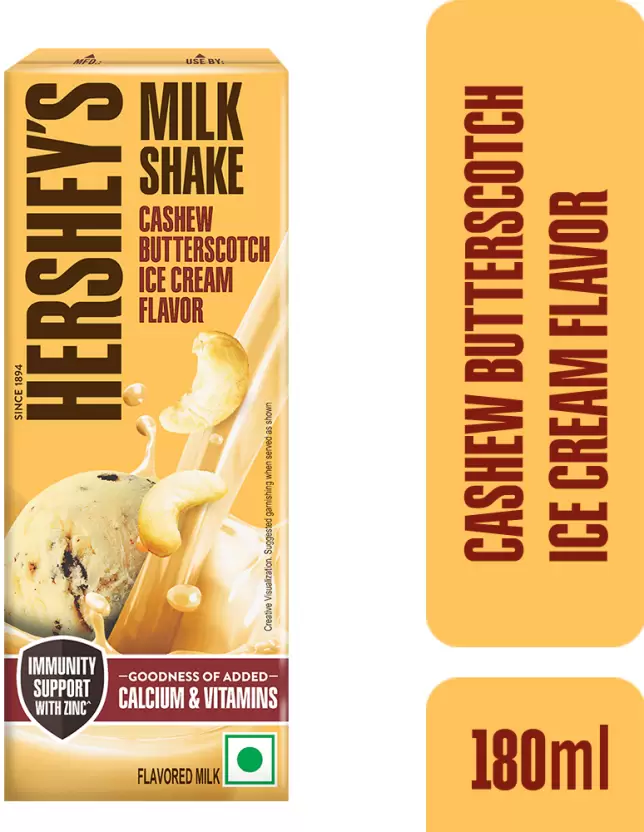 MFD.:
USE BY:
HERSHEY'S
SINCE 1894
MILK
SHAKE
CASHEW
BUTTERSCOTCH
ICE CREAM
FLAVOR
Creative Visualization. Suggested garnishing when served as shown
IMMUNITY
SUPPORT
WITH ZINC^
GOODNESS OF ADDED
CALCIUM & VITAMINS
FLAVORED MILK
CASHEW BUTTERSCOTCH
ICE CREAM FLAVOR
180ml